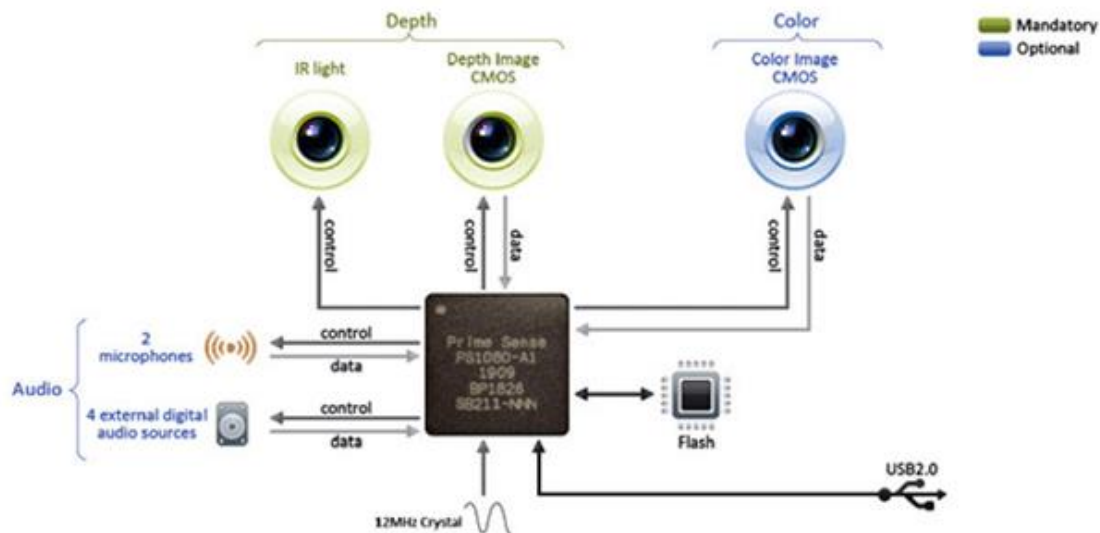 Depth
Color
Mandatory
Optional
IR light
Depth Image
CMOS
Color Image
CMOS
control
control
data
control
data
Audio
2
microphones
control
data
4 external digital
audio sources
control
data
Prime Sense
PS1080-A1
1909
BP1826
SB211-NNN
Flash
USB2.0
12MHz Crystal